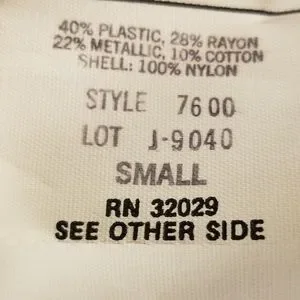 40% PLASTIC, 28% RAYON
22% METALLIC, 10% COTTON
SHELL: 100% NYLON
STYLE 7600
LOT J-9040
SMALL
RN 32029
SEE OTHER SIDE